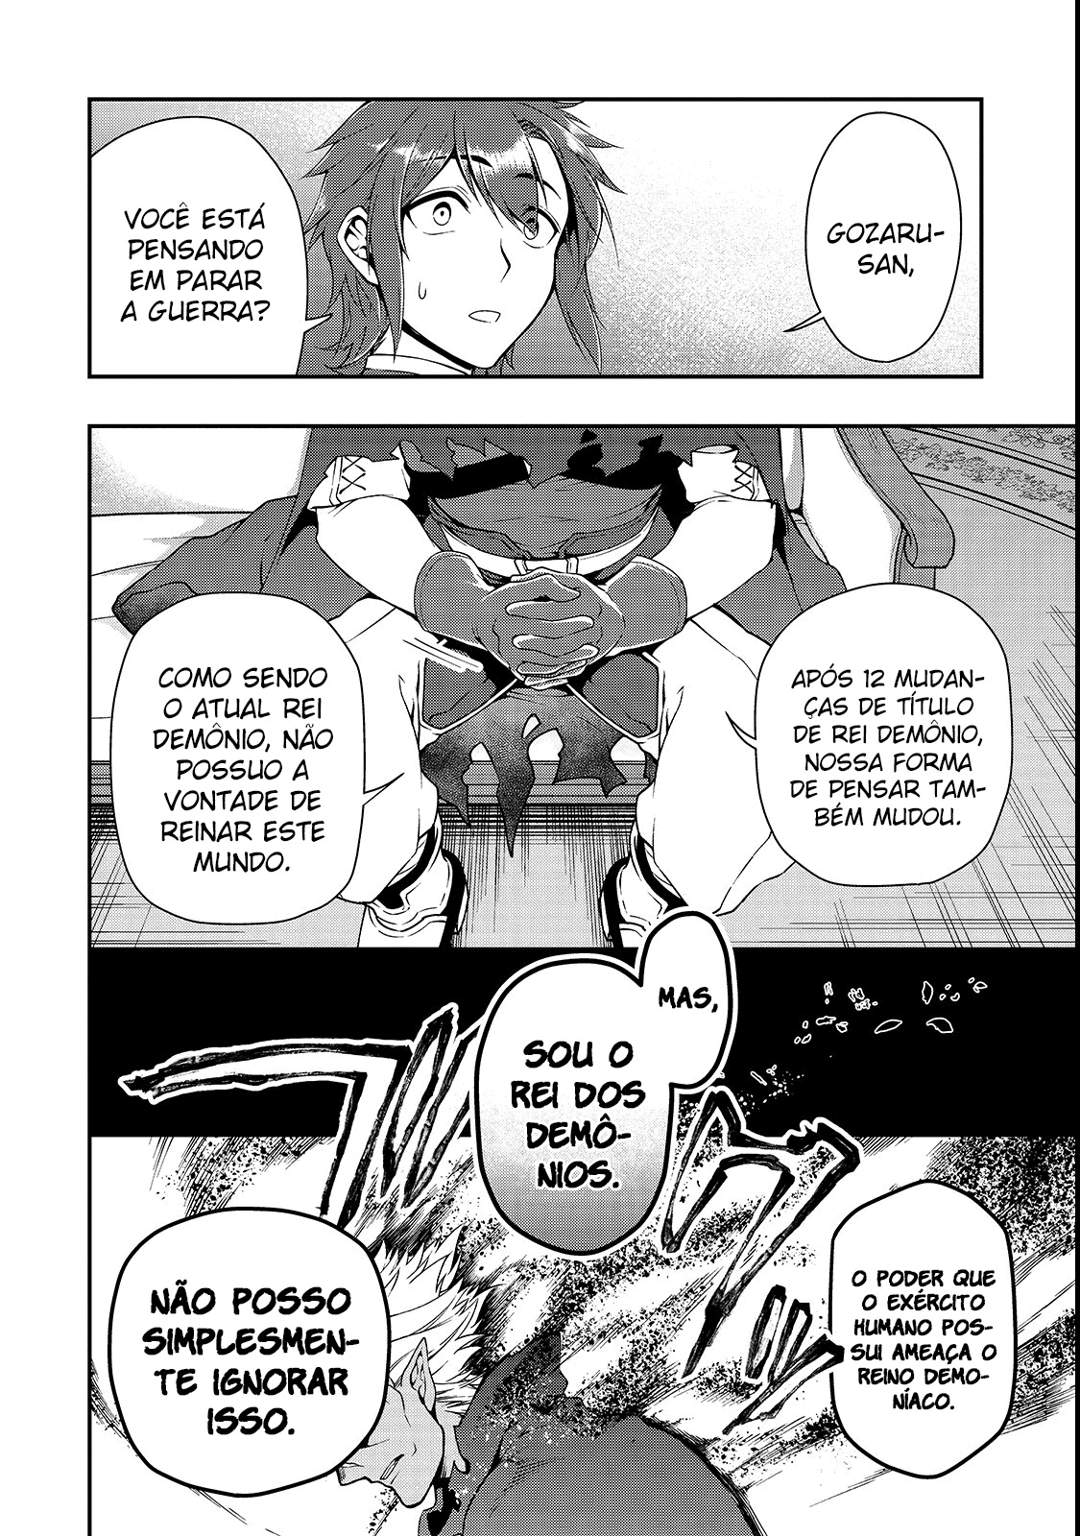 GOZARU-
SAN,
VOCÊ ESTÁ
PENSANDO
EM PARAR
A GUERRA?
APÓS 12 MUDAN-
ÇAS DE TÍTULO
DE REI DEMÔNIO,
NOSSA FORMA
DE PENSAR TAM-
BÉM MUDOU.
COMO SENDO
O ATUAL REI
DEMÔNIO, NÃO
POSSUO A
VONTADE DE
REINAR ESTE
MUNDO.
MAS,
SOU O
REI DOS
DEMÔ-
NIOS.
O PODER QUE
O EXÉRCITO
HUMANO POS-
SUI AMEAÇA O
REINO DEMO-
NÍACO.
NÃO POSSO
SIMPLESMEN-
TE IGNORAR
ISSO.